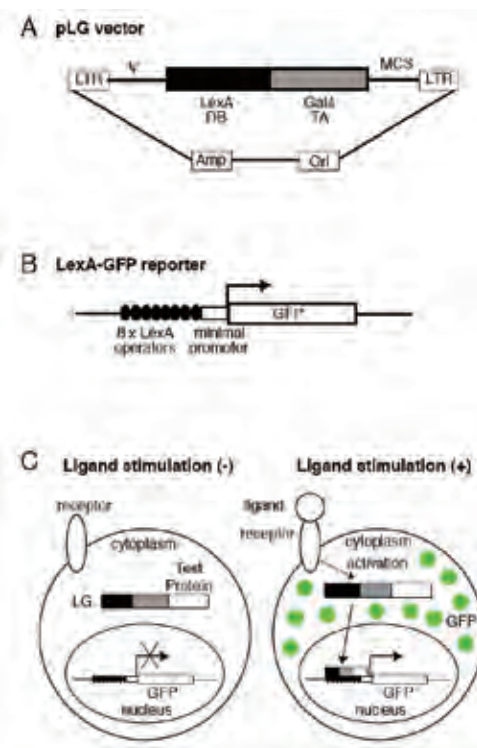 A pLG vector
LTR
Ψ
MCS
LTR
LexA
DB
Gal4
TA
Amp
Ori
B LexA-GFP reporter
GFP
8 x LexA
operators
minimal
promoter
C Ligand stimulation (-)
receptor
cytoplasm
Test
Protein
LG
GFP
nucleus
Ligand stimulation (+)
ligand
receptor
cytoplasm
activation
GFP
GFP
nucleus